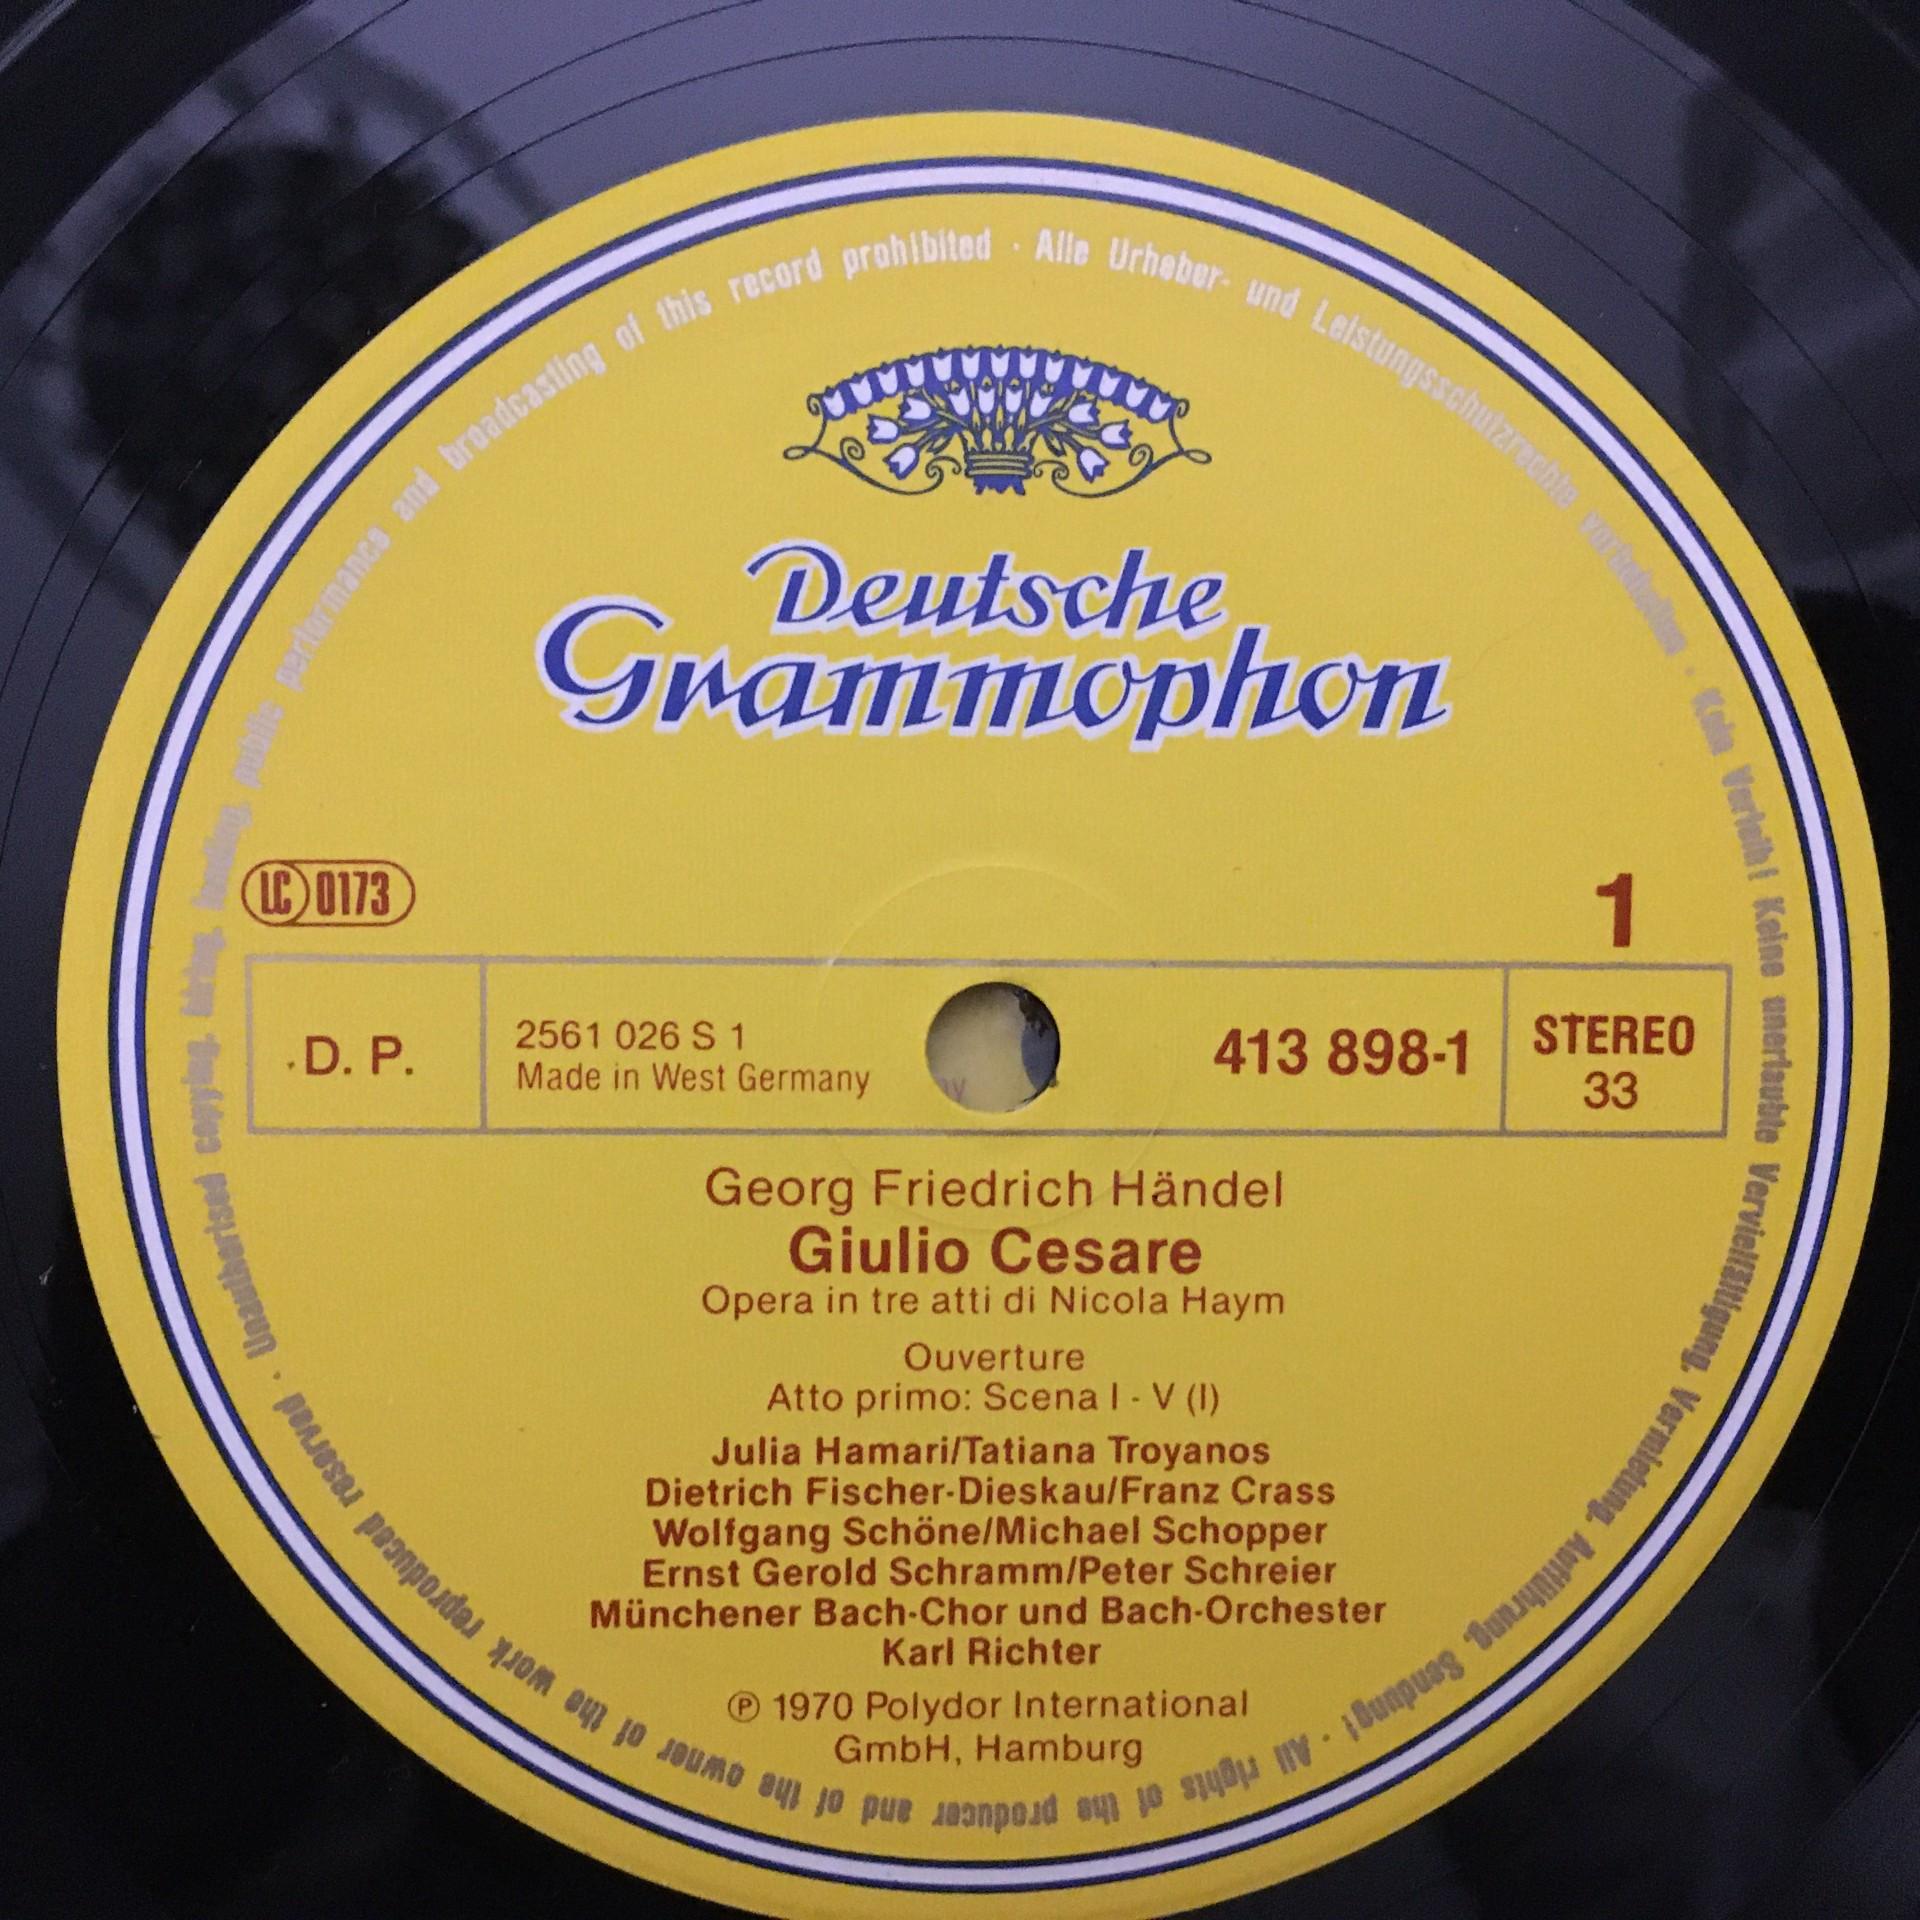 Unauthorised copying, hiring, lending, public performance and broadcasting of this record prohibited · Alle Urheber- und Leistungsschutzrechte vorbehalten · Kein Verleih! Keine unerlaubte Vervielfältigung, Vermietung, Aufführung, Sendung! · All rights of the producer and of the owner of the work reproduced reserved ·
Deutsche
Grammophon
LC 0173
1
D. P.
2561 026 S 1
Made in West Germany
413 898-1
STEREO
33
Georg Friedrich Händel
Giulio Cesare
Opera in tre atti di Nicola Haym
Ouverture
Atto primo: Scena I - V (I)
Julia Hamari/Tatiana Troyanos
Dietrich Fischer-Dieskau/Franz Crass
Wolfgang Schöne/Michael Schopper
Ernst Gerold Schramm/Peter Schreier
Münchener Bach-Chor und Bach-Orchester
Karl Richter
℗ 1970 Polydor International
GmbH, Hamburg